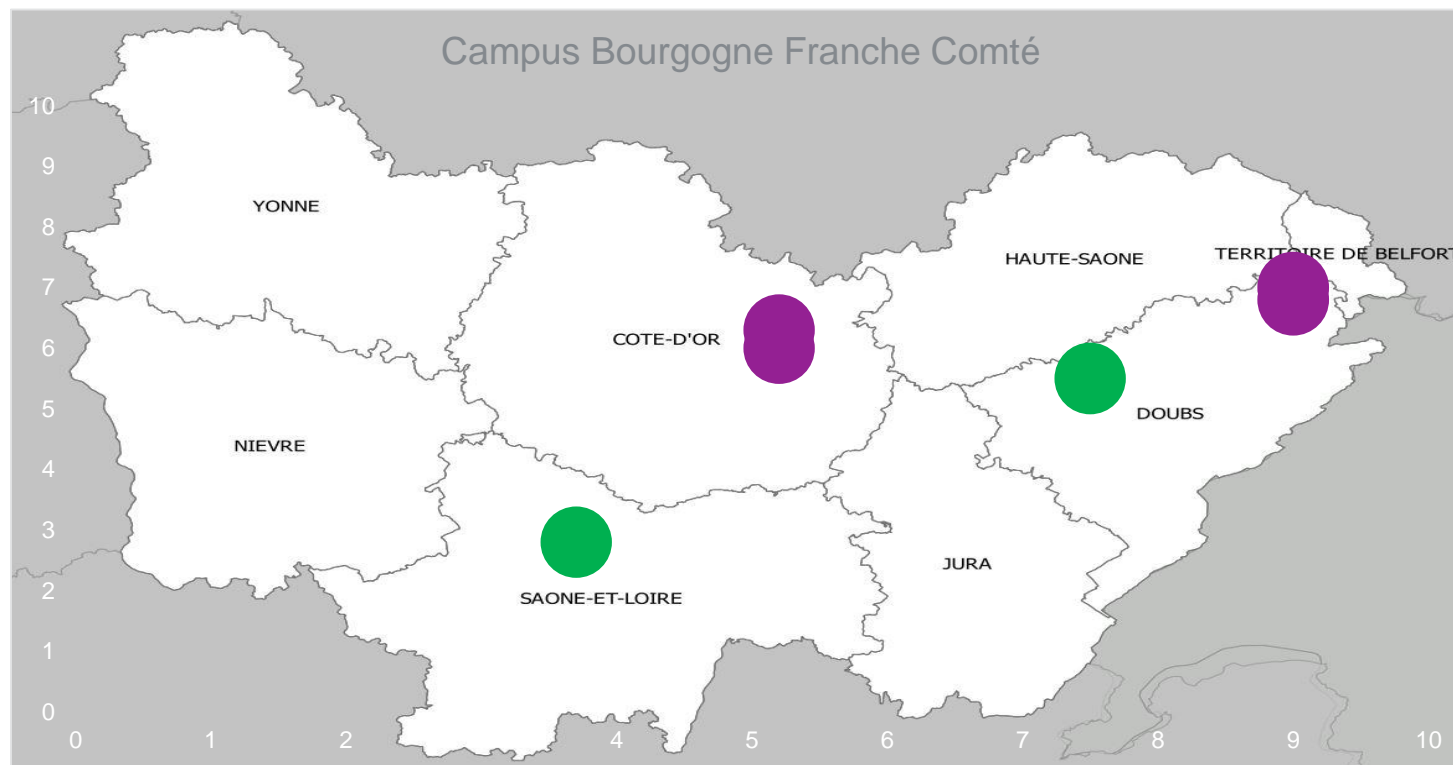 Campus Bourgogne Franche Comté
10
9
YONNE
8
HAUTE-SAONE
TERRITOIRE DE BELFORT
7
COTE-D'OR
6
5
DOUBS
NIEVRE
4
3
JURA
2
SAONE-ET-LOIRE
1
0
0 1 2 4 5 6 7 8 9 10